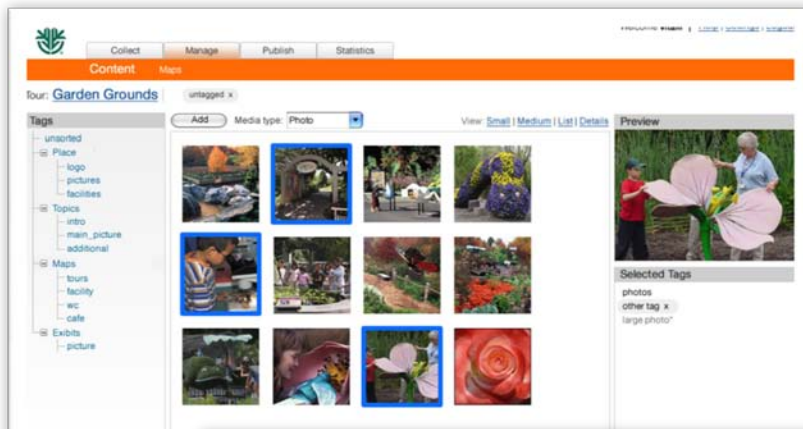 Collect Manage Publish Statistics
Content Maps
Tour: Garden Grounds untagged x
Tags
Add Media type: Photo View: Small | Medium | List | Details
Preview
unsorted
Place
logo
pictures
facilities
Topics
intro
main_picture
additional
Maps
tours
facility
wc
cafe
Exibits
picture
Selected Tags
photos
other tag x
large photo*